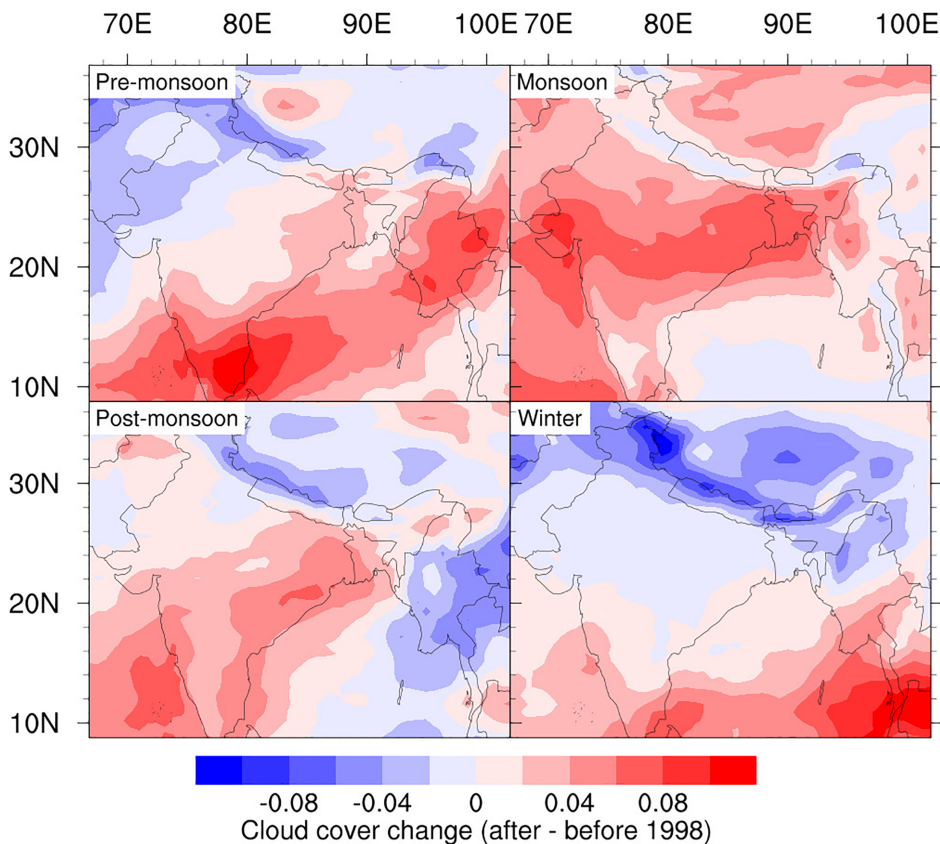 70E 80E 90E 100E 70E 80E 90E 100E
Pre-monsoon Monsoon
30N
20N
10N
Post-monsoon Winter
30N
20N
10N
-0.08 -0.04 0 0.04 0.08
Cloud cover change (after - before 1998)